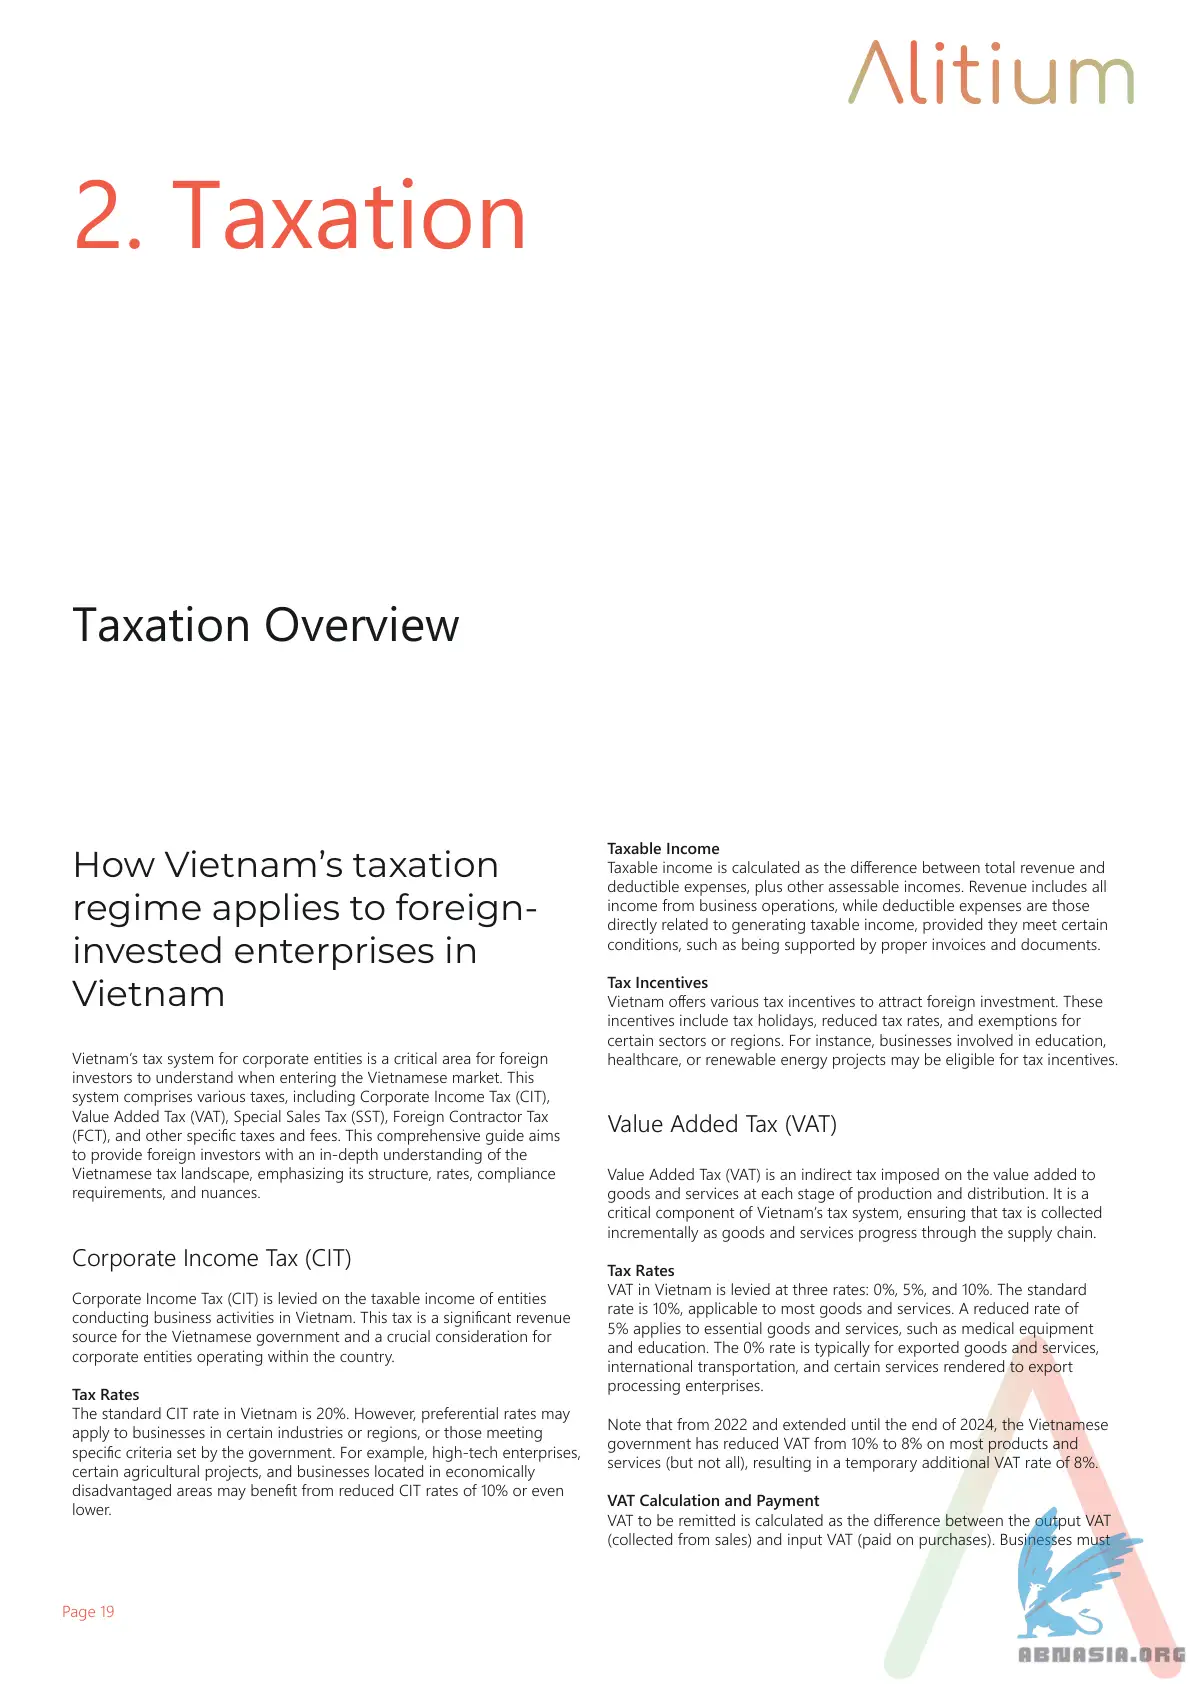 Alitium
2. Taxation
Taxation Overview
How Vietnam’s taxation
regime applies to foreign-
invested enterprises in
Vietnam
Vietnam’s tax system for corporate entities is a critical area for foreign
investors to understand when entering the Vietnamese market. This
system comprises various taxes, including Corporate Income Tax (CIT),
Value Added Tax (VAT), Special Sales Tax (SST), Foreign Contractor Tax
(FCT), and other specific taxes and fees. This comprehensive guide aims
to provide foreign investors with an in-depth understanding of the
Vietnamese tax landscape, emphasizing its structure, rates, compliance
requirements, and nuances.
Corporate Income Tax (CIT)
Corporate Income Tax (CIT) is levied on the taxable income of entities
conducting business activities in Vietnam. This tax is a significant revenue
source for the Vietnamese government and a crucial consideration for
corporate entities operating within the country.
Tax Rates
The standard CIT rate in Vietnam is 20%. However, preferential rates may
apply to businesses in certain industries or regions, or those meeting
specific criteria set by the government. For example, high-tech enterprises,
certain agricultural projects, and businesses located in economically
disadvantaged areas may benefit from reduced CIT rates of 10% or even
lower.
Taxable Income
Taxable income is calculated as the difference between total revenue and
deductible expenses, plus other assessable incomes. Revenue includes all
income from business operations, while deductible expenses are those
directly related to generating taxable income, provided they meet certain
conditions, such as being supported by proper invoices and documents.
Tax Incentives
Vietnam offers various tax incentives to attract foreign investment. These
incentives include tax holidays, reduced tax rates, and exemptions for
certain sectors or regions. For instance, businesses involved in education,
healthcare, or renewable energy projects may be eligible for tax incentives.
Value Added Tax (VAT)
Value Added Tax (VAT) is an indirect tax imposed on the value added to
goods and services at each stage of production and distribution. It is a
critical component of Vietnam’s tax system, ensuring that tax is collected
incrementally as goods and services progress through the supply chain.
Tax Rates
VAT in Vietnam is levied at three rates: 0%, 5%, and 10%. The standard
rate is 10%, applicable to most goods and services. A reduced rate of
5% applies to essential goods and services, such as medical equipment
and education. The 0% rate is typically for exported goods and services,
international transportation, and certain services rendered to export
processing enterprises.
Note that from 2022 and extended until the end of 2024, the Vietnamese
government has reduced VAT from 10% to 8% on most products and
services (but not all), resulting in a temporary additional VAT rate of 8%.
VAT Calculation and Payment
VAT to be remitted is calculated as the difference between the output VAT
(collected from sales) and input VAT (paid on purchases). Businesses must
Page 19
ABNASIA.ORG